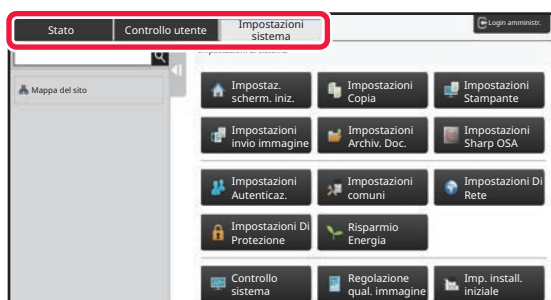 Stato
Controllo utente
Impostazioni
sistema
Login amministr.
Mappa del sito
Impostaz.
scherm. iniz.
Impostazioni
Copia
Impostazioni
Stampante
Impostazioni
invio immagine
Impostazioni
Archiv. Doc.
Impostazioni
Sharp OSA
Impostazioni
Autenticaz.
Impostazioni
comuni
Impostazioni Di
Rete
Impostazioni Di
Protezione
Risparmio
Energia
Controllo
sistema
Regolazione
qual. immagine
Imp. install.
iniziale